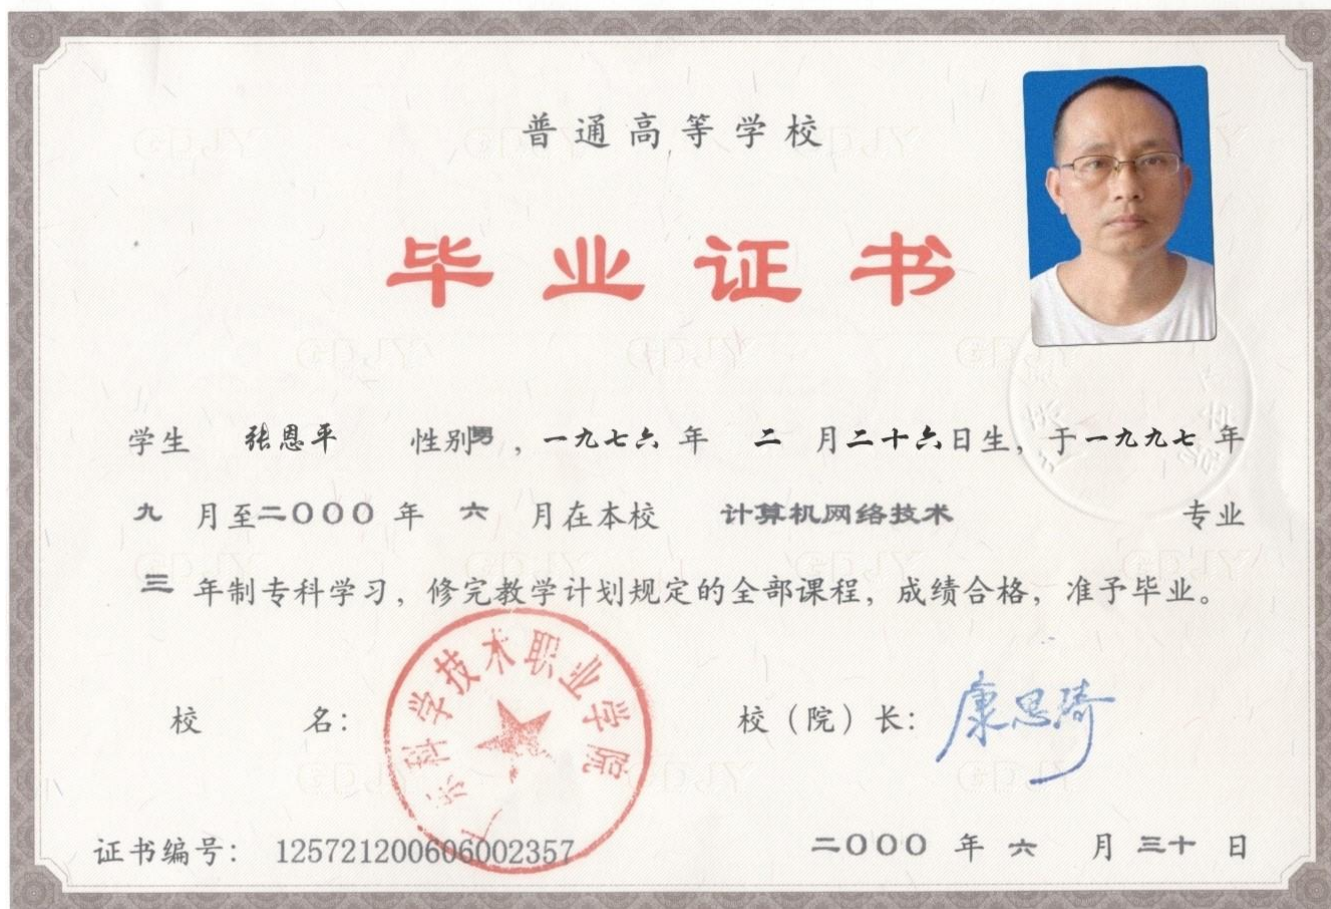 普通高等学校
毕业证书
学生 张恩平 性别男，一九七六年 二 月二十六日生，于一九九七 年
九 月至二〇〇〇 年 六 月在本校 计算机网络技术 专业
三 年制专科学习，修完教学计划规定的全部课程，成绩合格，准予毕业。
广东科学技术职业学院
校 名： 校（院）长： 康思琦
证书编号： 125721200606002357 二〇〇〇 年 六 月 三十 日